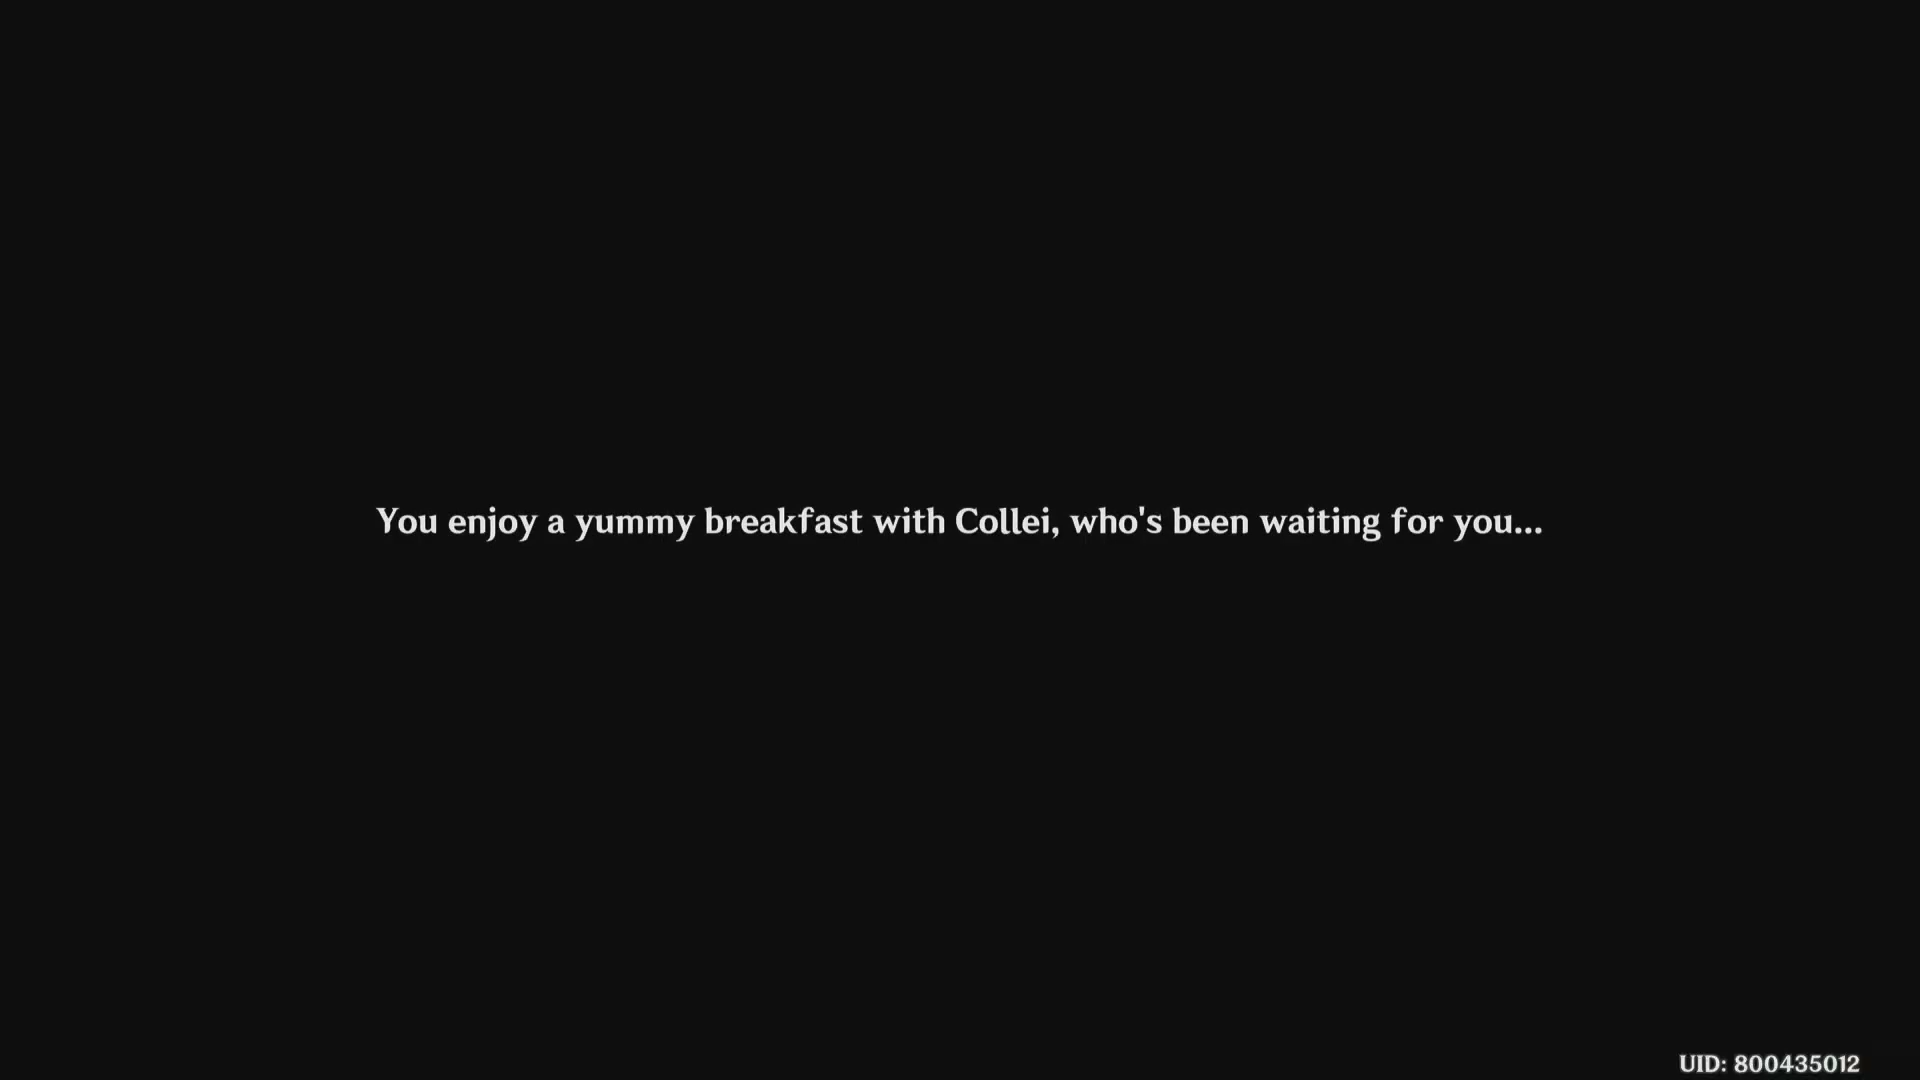 You enjoy a yummy breakfast with Collei, who's been waiting for you...
UID: 800435012